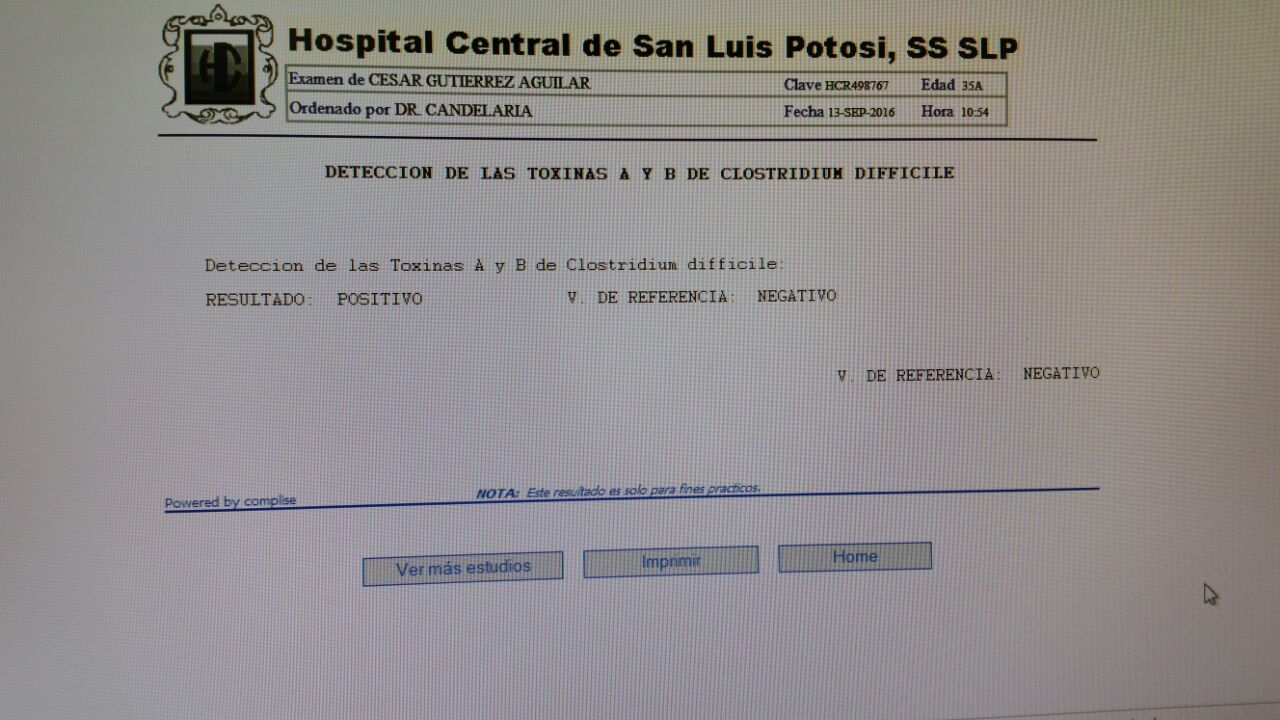 HC
Hospital Central de San Luis Potosi, SS SLP
Examen de CESAR GUTIERREZ AGUILAR Clave HCR498767 Edad 35A
Ordenado por DR. CANDELARIA Fecha 13-SEP-2016 Hora 10:54
DETECCION DE LAS TOXINAS A Y B DE CLOSTRIDIUM DIFFICILE
Deteccion de las Toxinas A y B de Clostridium difficile:
RESULTADO: POSITIVO V. DE REFERENCIA: NEGATIVO
V. DE REFERENCIA: NEGATIVO
Powered by complise NOTA: Este resultado es solo para fines practicos.
Ver más estudios Imprimir Home